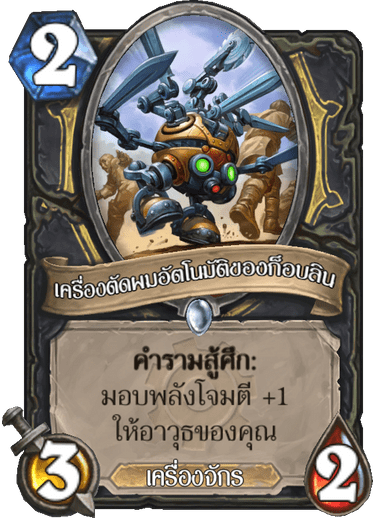 2
เครื่องตัดผมอัตโนมัติของก็อบลิน
คำรามสู้ศึก:
มอบพลังโจมตี +1
ให้อาวุธของคุณ
3
เครื่องจักร
2